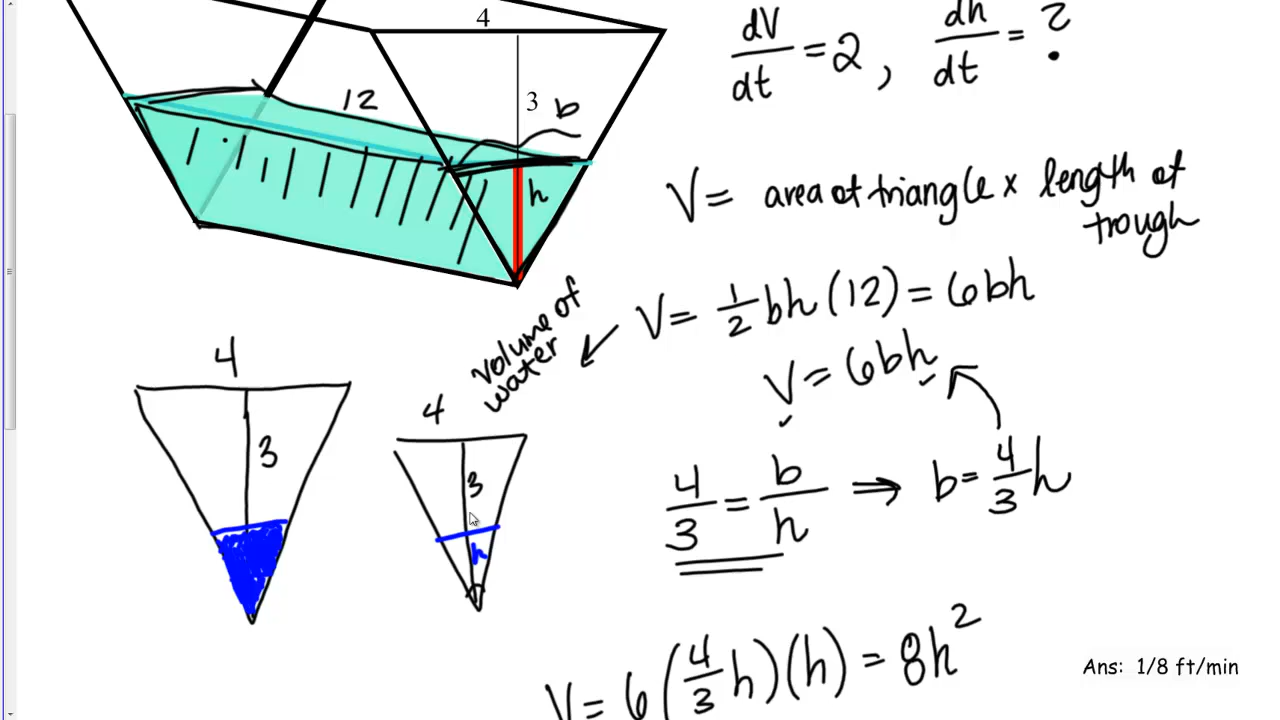 4
dV/dt = 2 , dh/dt = ?
12
3
b
h
V = area of triangle x length of
trough
volume of
water
V = 1/2 bh (12) = 6bh
V = 6bh
4
3
4
3
h
4/3 = b/h ⇒ b = 4/3 h
V = 6(4/3 h)(h) = 8h²
Ans: 1/8 ft/min